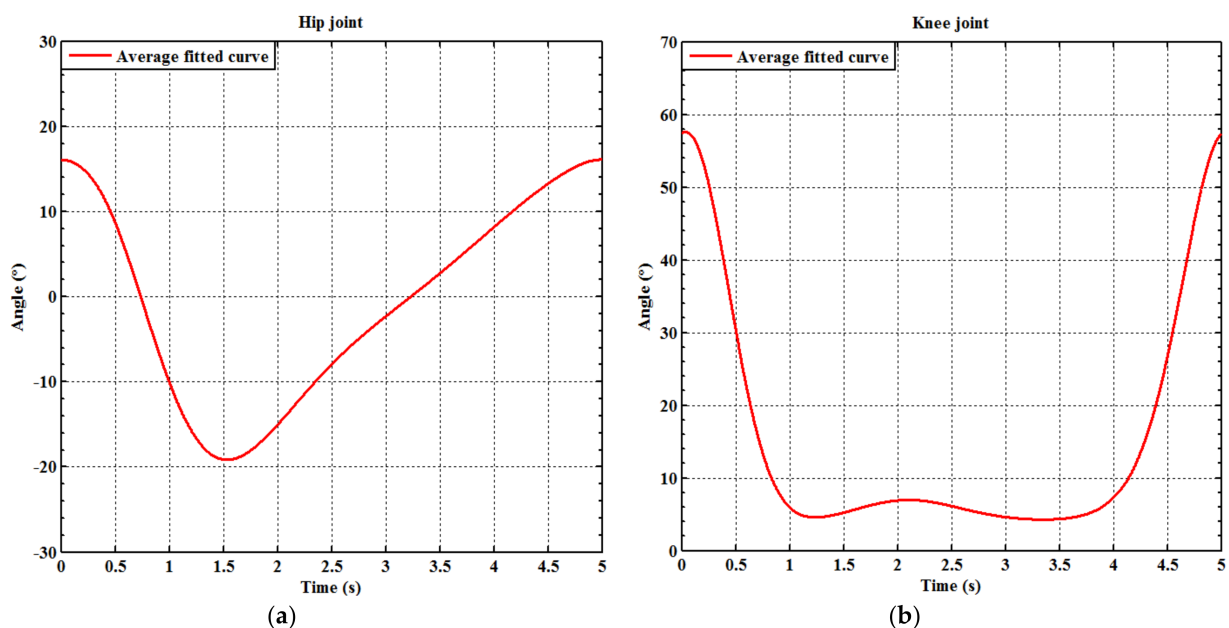 Hip joint
Average fitted curve
30
20
10
0
-10
-20
-30
Angle (°)
0 0.5 1 1.5 2 2.5 3 3.5 4 4.5 5
Time (s)
(a)
Knee joint
Average fitted curve
70
60
50
40
30
20
10
0
Angle (°)
0 0.5 1 1.5 2 2.5 3 3.5 4 4.5 5
Time (s)
(b)